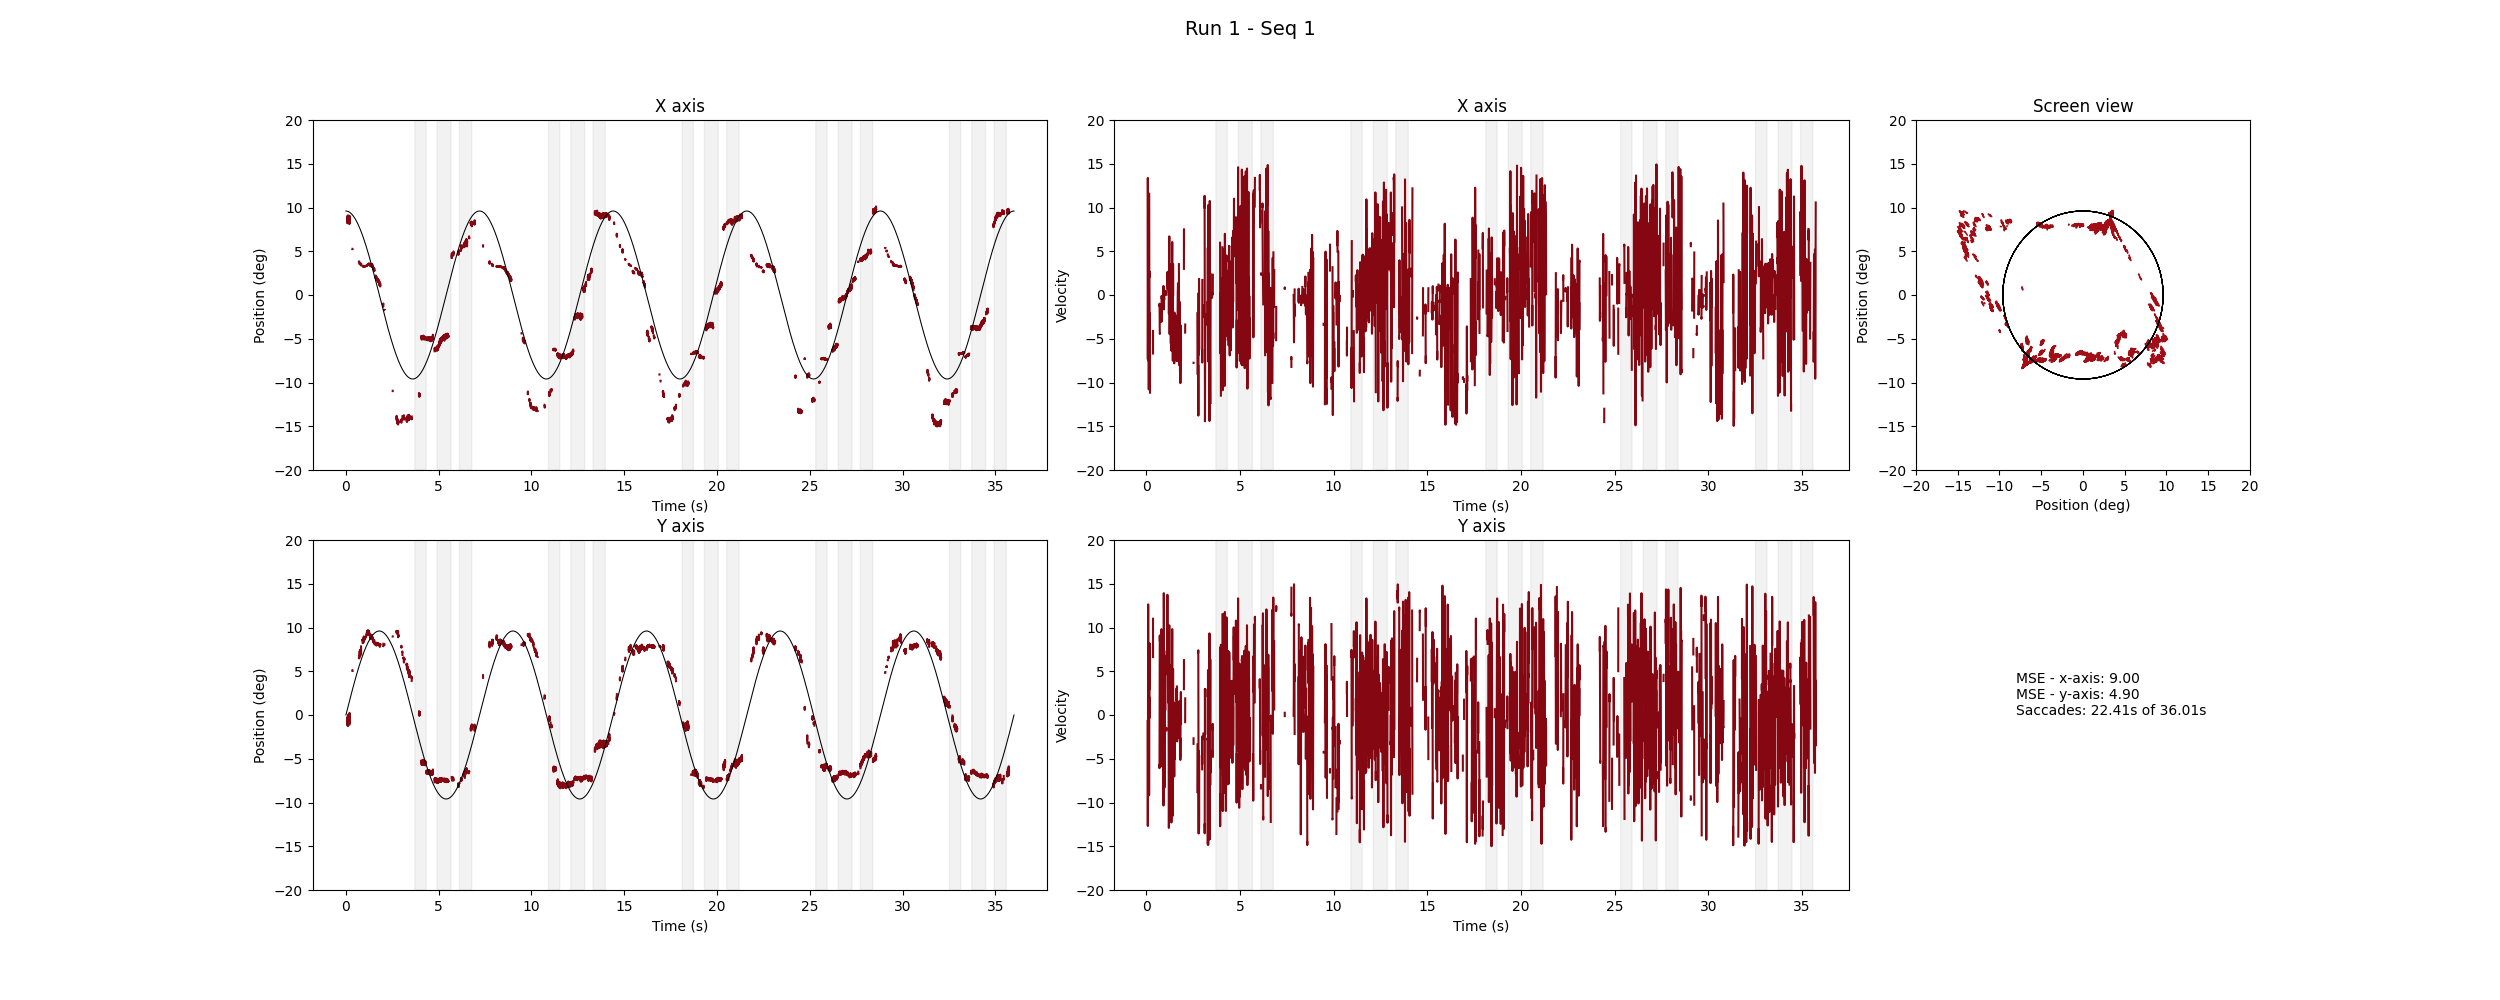 Run 1 - Seq 1
X axis
20
15
10
5
0
−5
−10
−15
−20
Position (deg)
0 5 10 15 20 25 30 35
Time (s)
X axis
20
15
10
5
0
−5
−10
−15
−20
Velocity
0 5 10 15 20 25 30 35
Time (s)
Screen view
20
15
10
5
0
−5
−10
−15
−20
Position (deg)
−20 −15 −10 −5 0 5 10 15 20
Position (deg)
Y axis
20
15
10
5
0
−5
−10
−15
−20
Position (deg)
0 5 10 15 20 25 30 35
Time (s)
Y axis
20
15
10
5
0
−5
−10
−15
−20
Velocity
0 5 10 15 20 25 30 35
Time (s)
MSE - x-axis: 9.00
MSE - y-axis: 4.90
Saccades: 22.41s of 36.01s